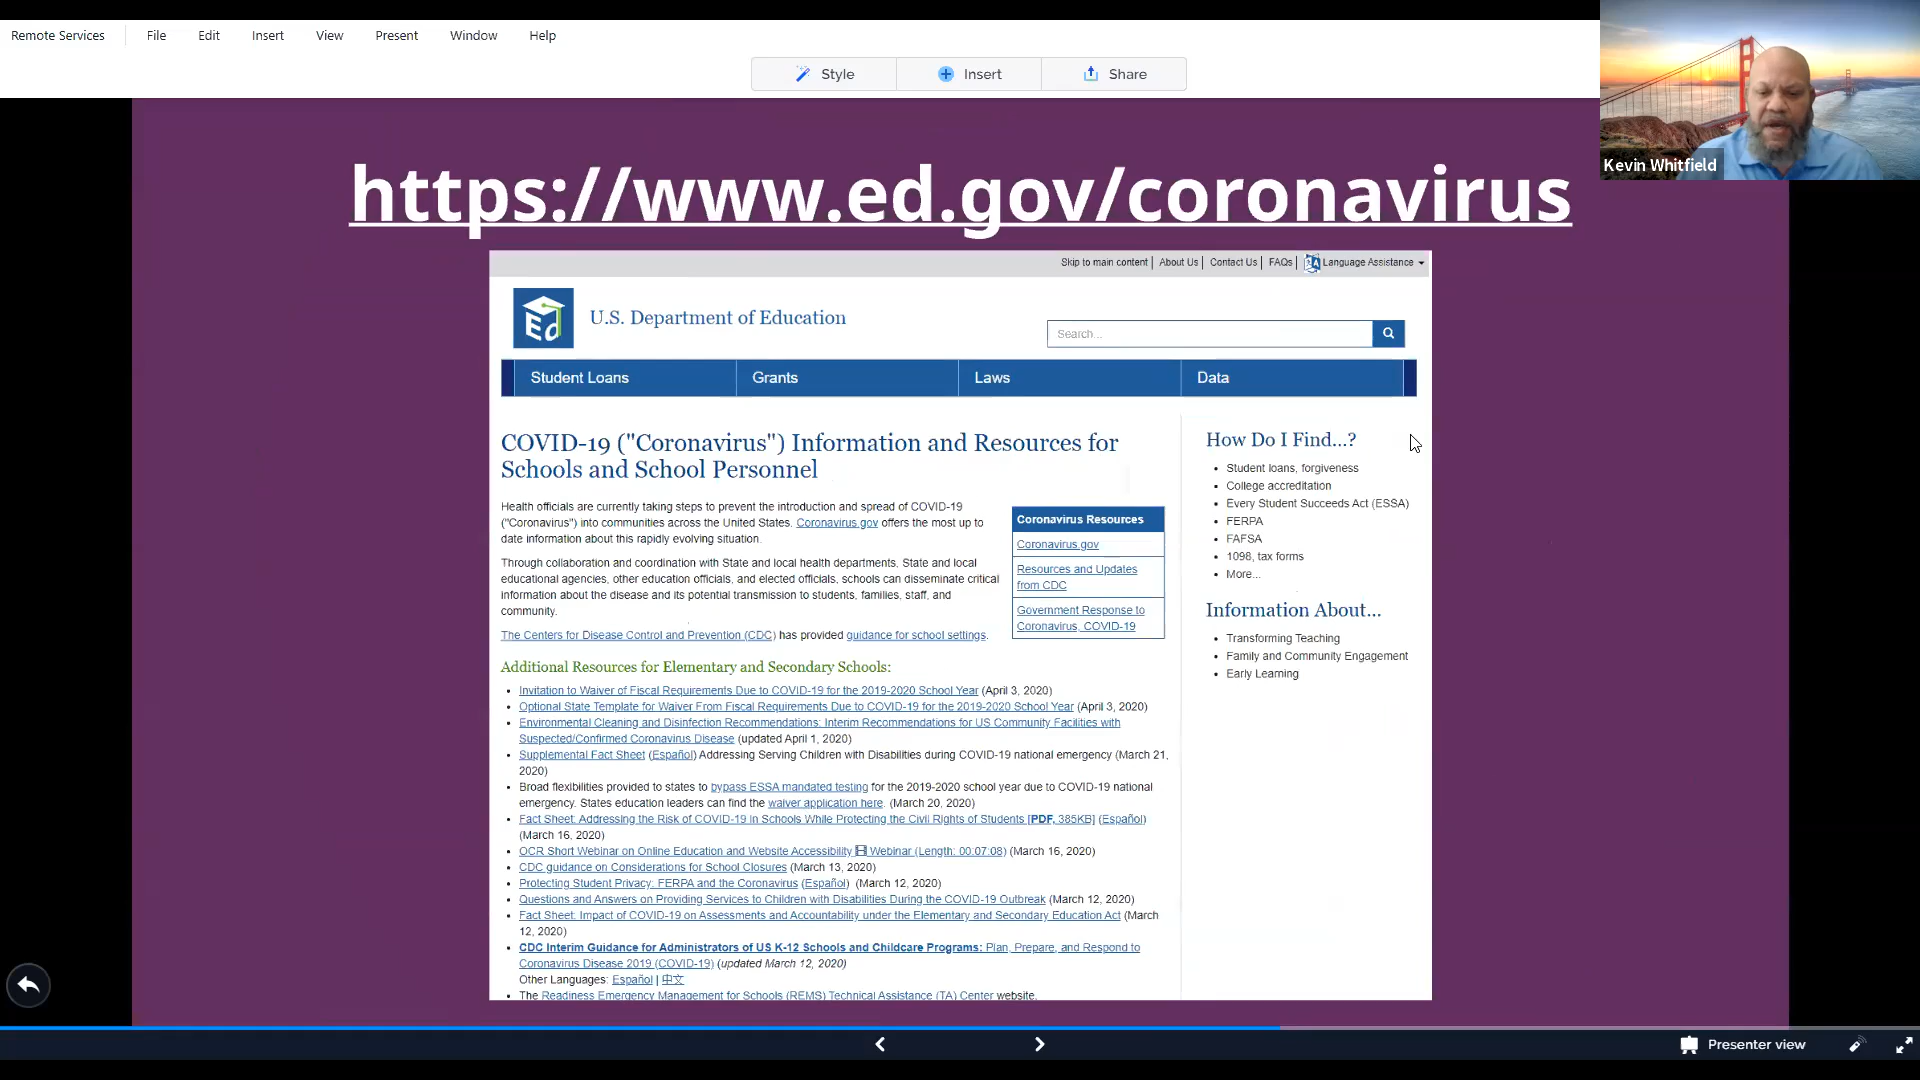 Remote Services File Edit Insert View Present Window Help
Style Insert Share
Kevin Whitfield
https://www.ed.gov/coronavirus
Skip to main content | About Us | Contact Us | FAQs | Language Assistance
Ed
U.S. Department of Education
Search...
Student Loans Grants Laws Data
COVID-19 ("Coronavirus") Information and Resources for
Schools and School Personnel
Health officials are currently taking steps to prevent the introduction and spread of COVID-19
("Coronavirus") into communities across the United States. Coronavirus.gov offers the most up to
date information about this rapidly evolving situation.
Through collaboration and coordination with State and local health departments, State and local
educational agencies, other education officials, and elected officials, schools can disseminate critical
information about the disease and its potential transmission to students, families, staff, and
community.
The Centers for Disease Control and Prevention (CDC) has provided guidance for school settings.
Coronavirus Resources
Coronavirus.gov
Resources and Updates
from CDC
Government Response to
Coronavirus, COVID-19
Additional Resources for Elementary and Secondary Schools:
Invitation to Waiver of Fiscal Requirements Due to COVID-19 for the 2019-2020 School Year (April 3, 2020)
Optional State Template for Waiver From Fiscal Requirements Due to COVID-19 for the 2019-2020 School Year (April 3, 2020)
Environmental Cleaning and Disinfection Recommendations: Interim Recommendations for US Community Facilities with
Suspected/Confirmed Coronavirus Disease (updated April 1, 2020)
Supplemental Fact Sheet (Español) Addressing Serving Children with Disabilities during COVID-19 national emergency (March 21,
2020)
Broad flexibilities provided to states to bypass ESSA mandated testing for the 2019-2020 school year due to COVID-19 national
emergency. States education leaders can find the waiver application here. (March 20, 2020)
Fact Sheet: Addressing the Risk of COVID-19 in Schools While Protecting the Civil Rights of Students [PDF, 385KB] (Español)
(March 16, 2020)
OCR Short Webinar on Online Education and Website Accessibility Webinar (Length: 00:07:08) (March 16, 2020)
CDC guidance on Considerations for School Closures (March 13, 2020)
Protecting Student Privacy: FERPA and the Coronavirus (Español) (March 12, 2020)
Questions and Answers on Providing Services to Children with Disabilities During the COVID-19 Outbreak (March 12, 2020)
Fact Sheet: Impact of COVID-19 on Assessments and Accountability under the Elementary and Secondary Education Act (March
12, 2020)
CDC Interim Guidance for Administrators of US K-12 Schools and Childcare Programs: Plan, Prepare, and Respond to
Coronavirus Disease 2019 (COVID-19) (updated March 12, 2020)
Other Languages: Español | 中文
The Readiness Emergency Management for Schools (REMS) Technical Assistance (TA) Center website.
How Do I Find...?
Student loans, forgiveness
College accreditation
Every Student Succeeds Act (ESSA)
FERPA
FAFSA
1098, tax forms
More...
Information About...
Transforming Teaching
Family and Community Engagement
Early Learning
Presenter view